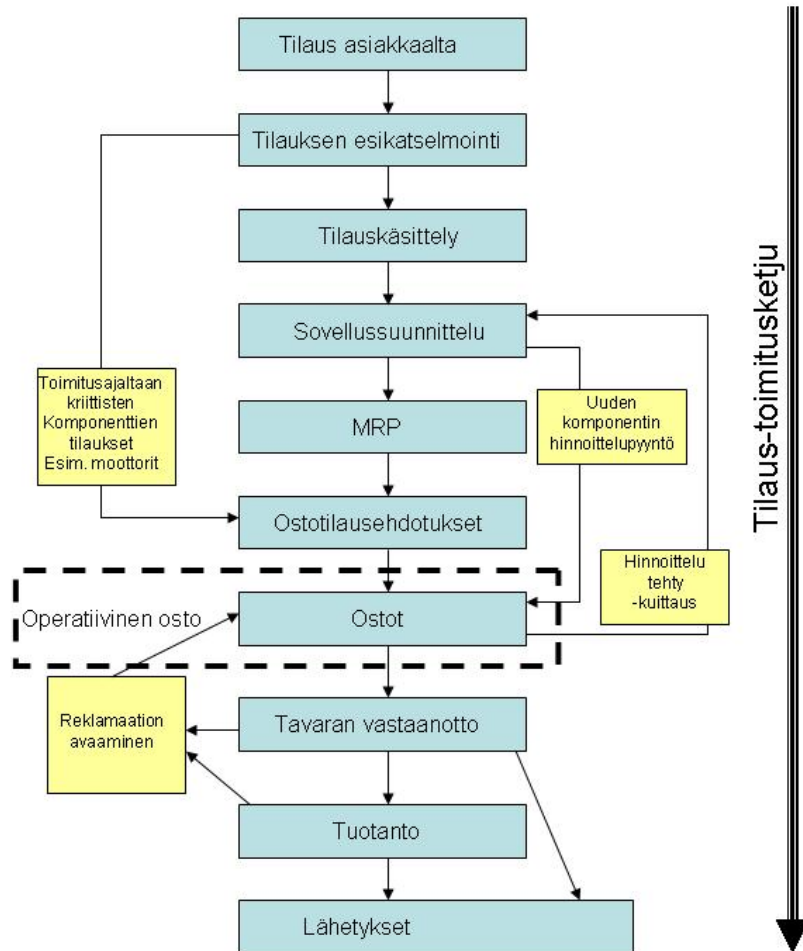 Tilaus asiakkaalta
Tilauksen esikatselmointi
Tilauskäsittely
Sovellussuunnittelu
Toimitusajaltaan
kriittisten
Komponenttien
tilaukset
Esim. moottorit
MRP
Uuden
komponentin
hinnoittelupyyntö
Ostotilausehdotukset
Hinnoittelu
tehty
-kuittaus
Operatiivinen osto
Ostot
Reklamaation
avaaminen
Tavaran vastaanotto
Tuotanto
Lähetykset
Tilaus-toimitusketju